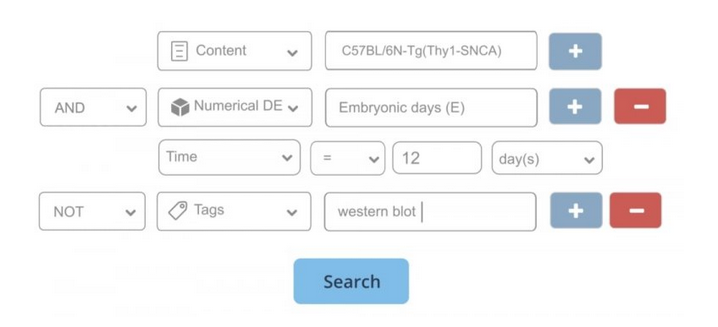 Content C57BL/6N-Tg(Thy1-SNCA) +
AND Numerical DE Embryonic days (E) + −
Time = 12 day(s)
NOT Tags western blot + −
Search